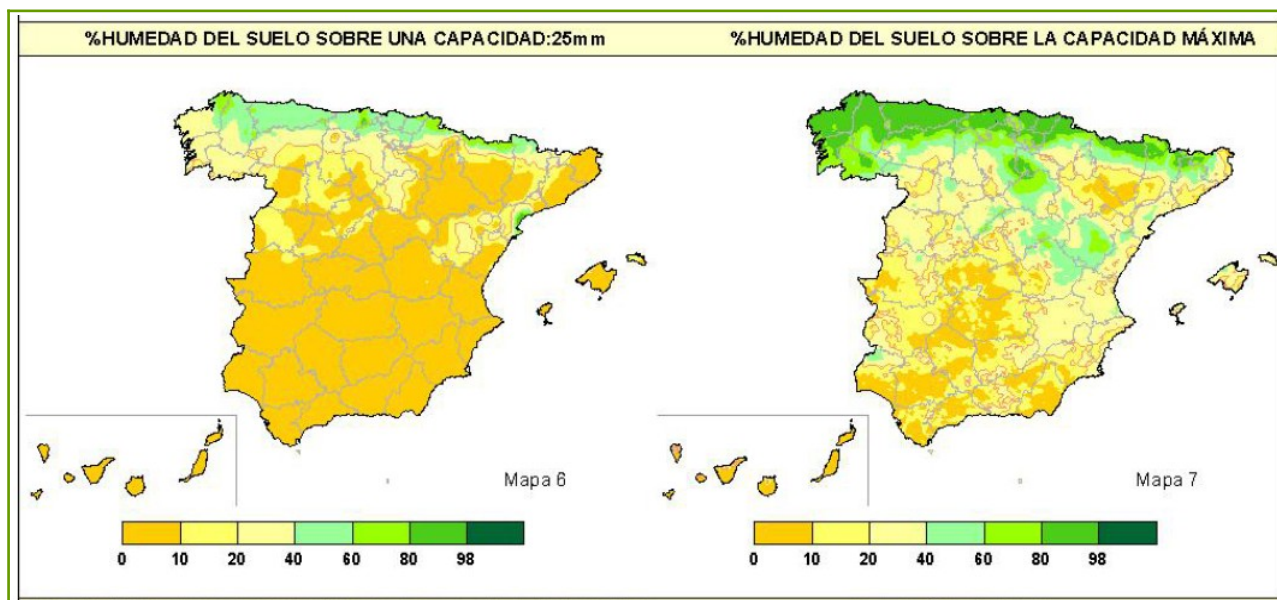 %HUMEDAD DEL SUELO SOBRE UNA CAPACIDAD:25mm
%HUMEDAD DEL SUELO SOBRE LA CAPACIDAD MÁXIMA
Mapa 6
Mapa 7
0 10 20 40 60 80 98
0 10 20 40 60 80 98